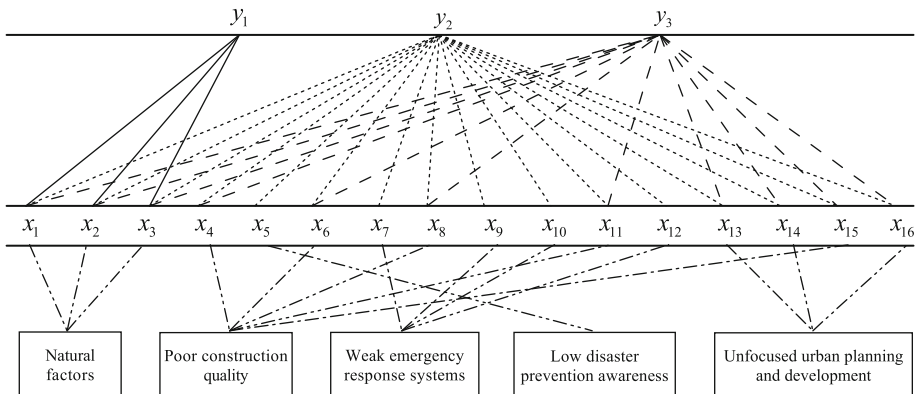 y₁ y₂ y₃
x₁ x₂ x₃ x₄ x₅ x₆ x₇ x₈ x₉ x₁₀ x₁₁ x₁₂ x₁₃ x₁₄ x₁₅ x₁₆
Natural
factors
Poor construction
quality
Weak emergency
response systems
Low disaster
prevention awareness
Unfocused urban planning
and development